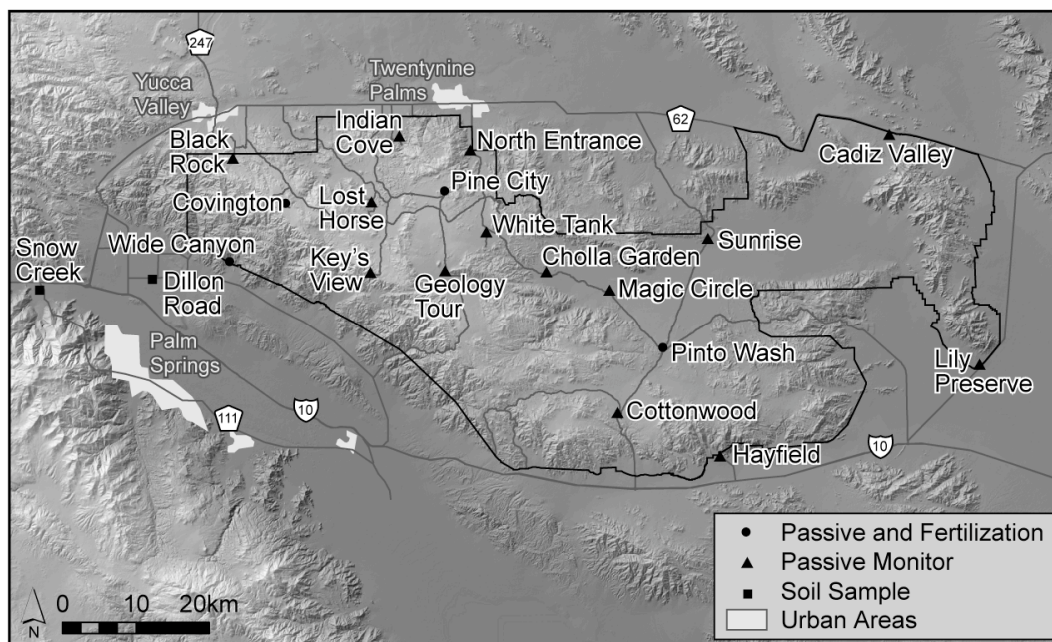 247
Yucca
Valley
Twentynine
Palms
62
Indian
Cove
North Entrance
Cadiz Valley
Black
Rock
Pine City
Covington
Lost
Horse
White Tank
Sunrise
Snow
Creek
Wide Canyon
Dillon
Road
Key's
View
Geology
Tour
Cholla Garden
Magic Circle
Palm
Springs
Pinto Wash
Lily
Preserve
111
10
Cottonwood
Hayfield
10
Passive and Fertilization
Passive Monitor
Soil Sample
Urban Areas
N
0 10 20km